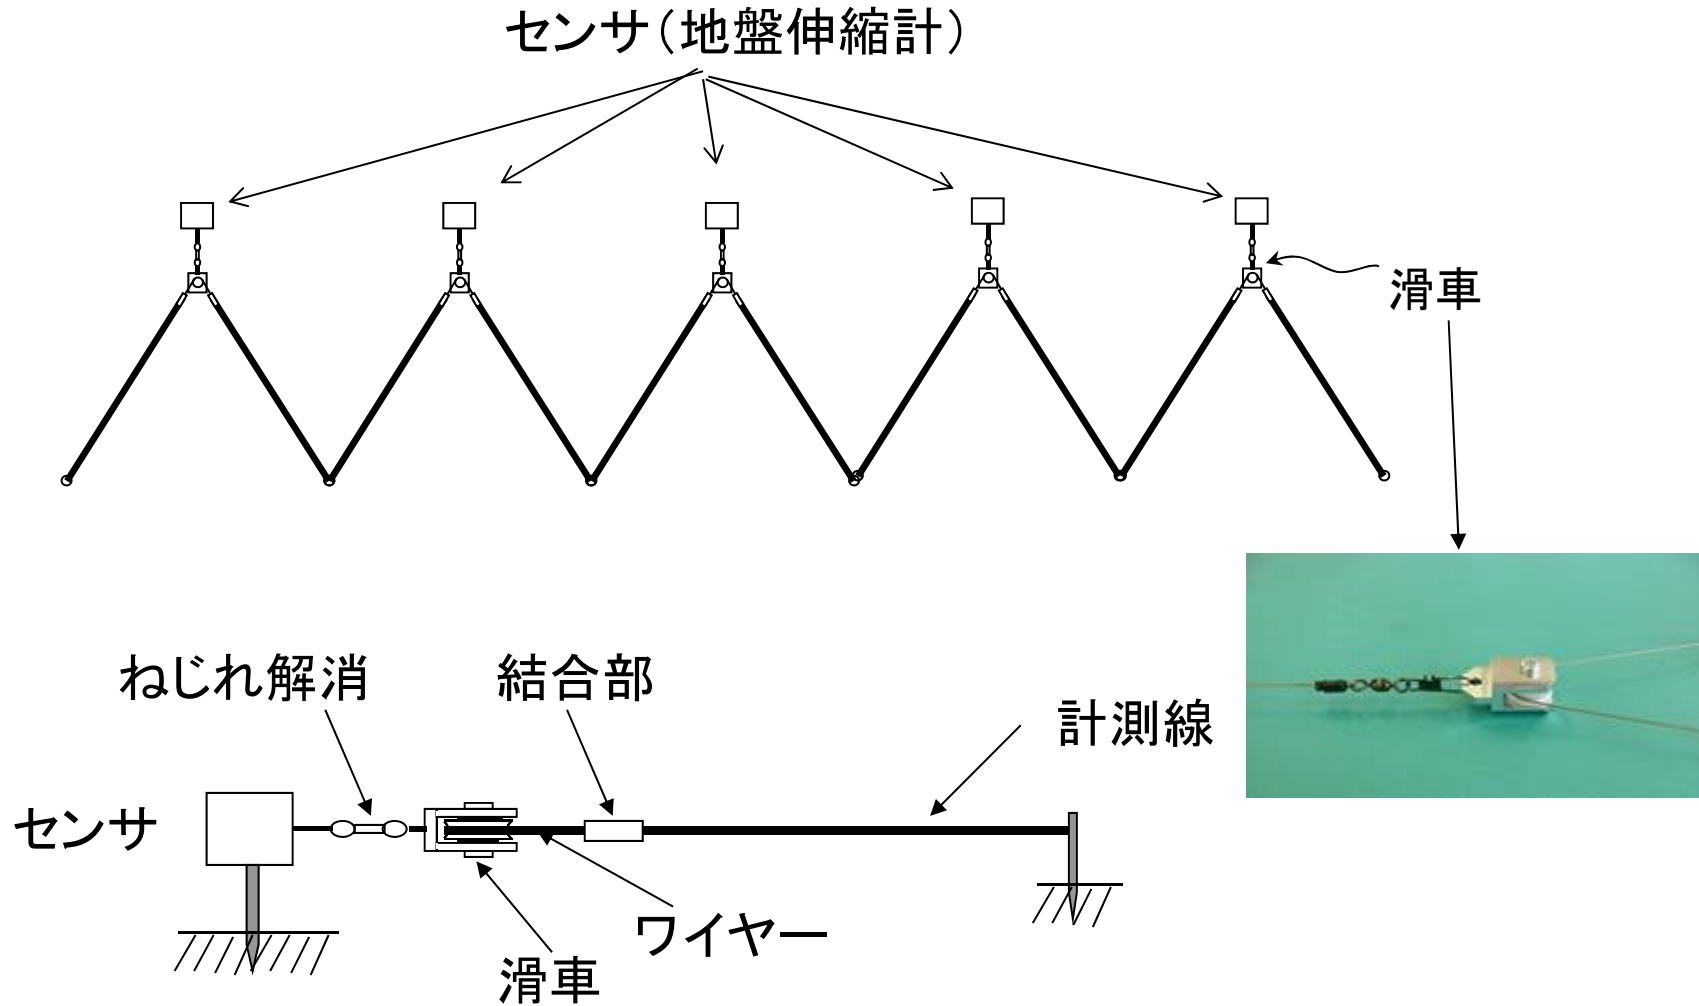 センサ（地盤伸縮計）
滑車
ねじれ解消
結合部
計測線
センサ
ワイヤー
滑車